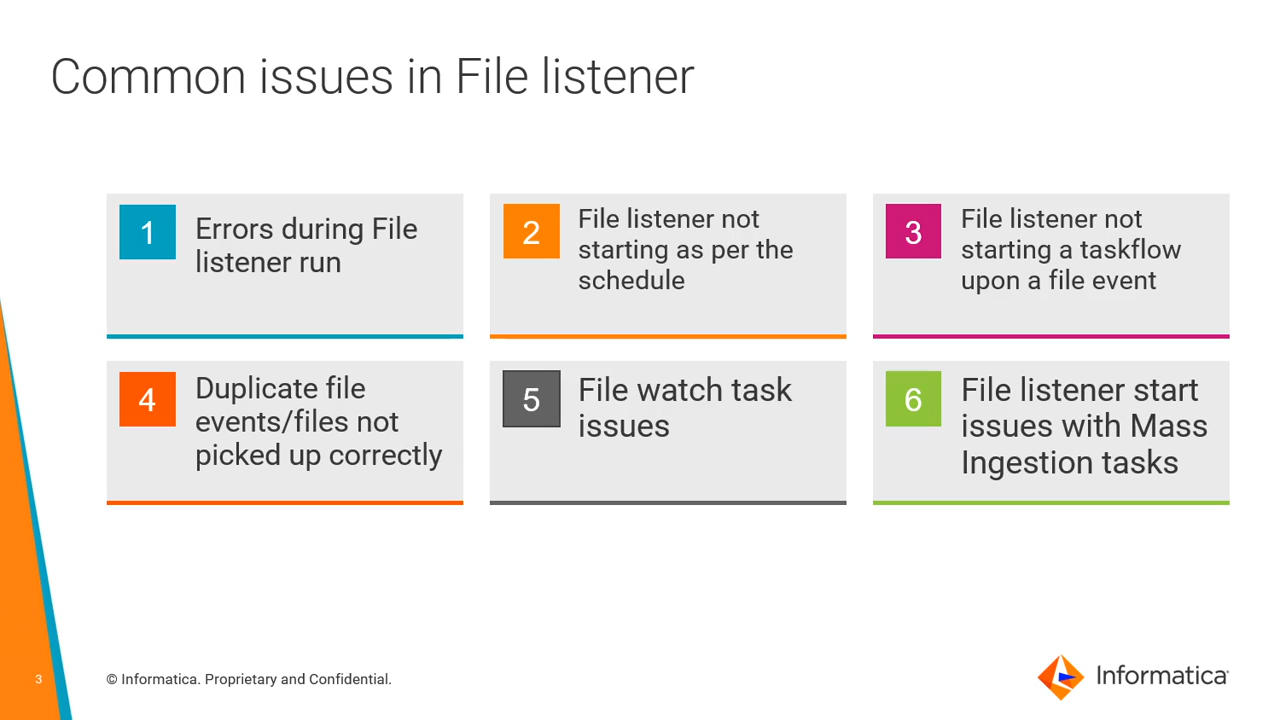 Common issues in File listener
1
Errors during File
listener run
2
File listener not
starting as per the
schedule
3
File listener not
starting a taskflow
upon a file event
4
Duplicate file
events/files not
picked up correctly
5
File watch task
issues
6
File listener start
issues with Mass
Ingestion tasks
3
© Informatica. Proprietary and Confidential.
Informatica